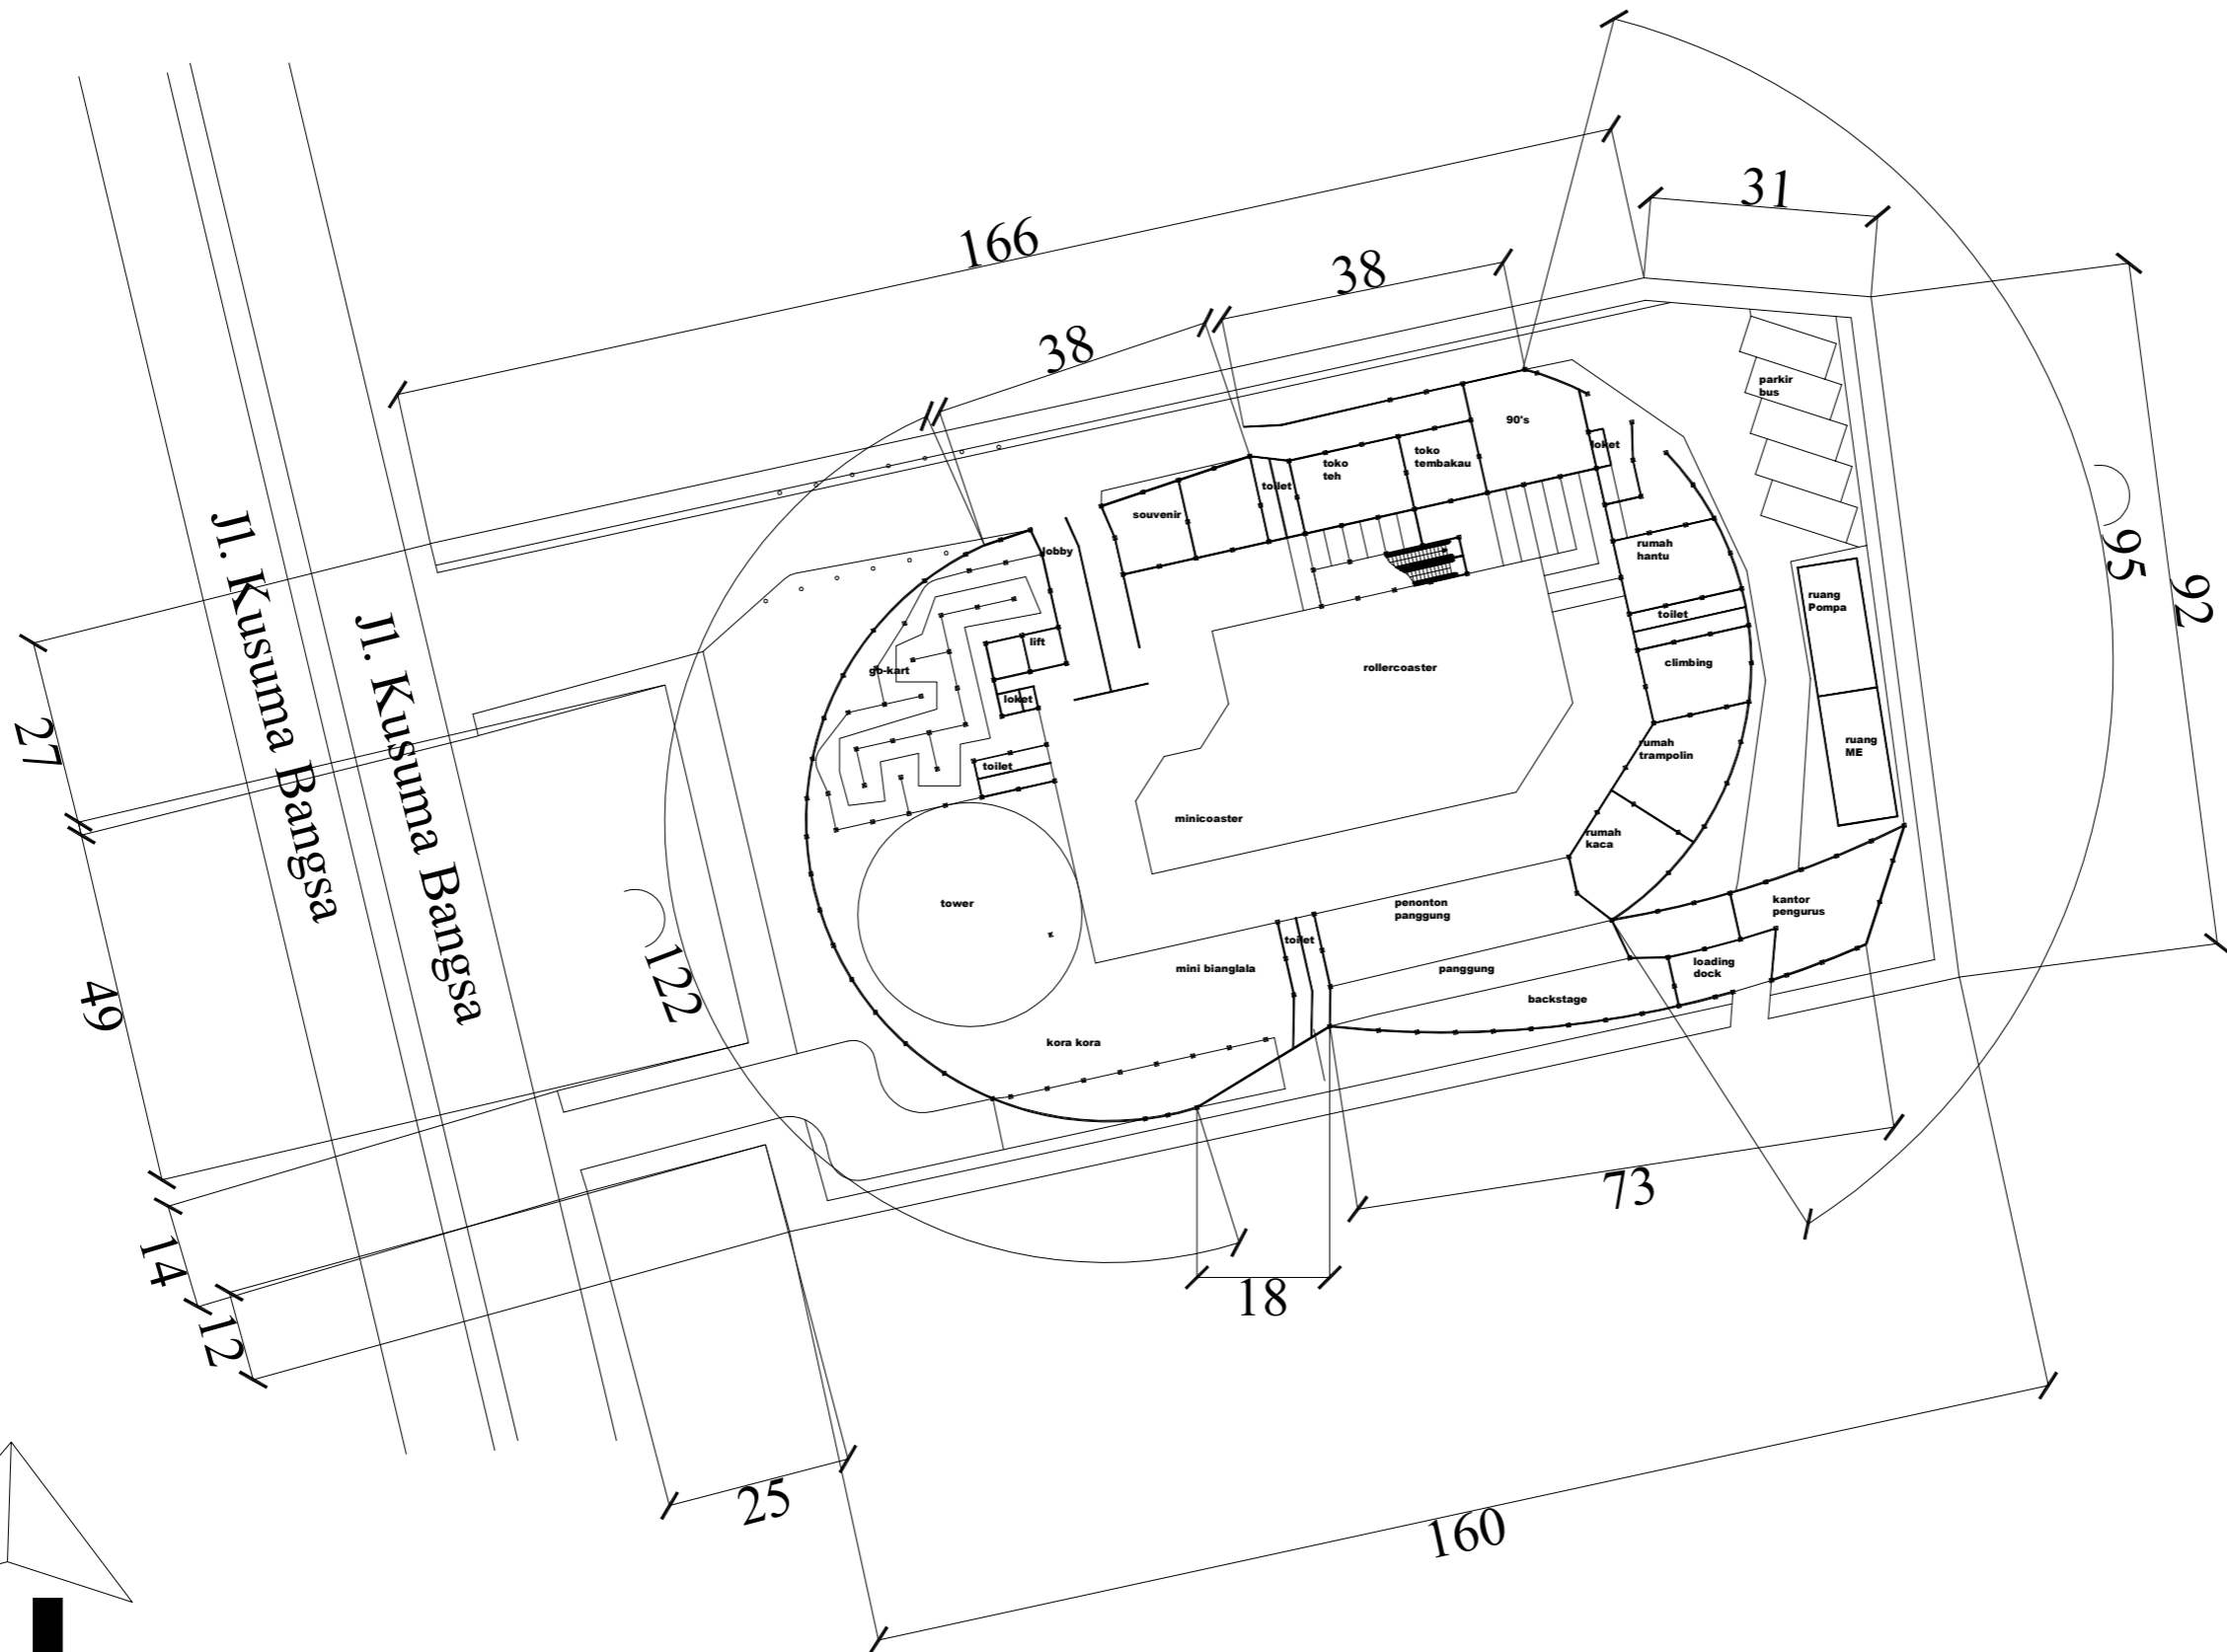 166
31
38
38
parkir
bus
90's
loket
toko
tembakau
toko
teh
toilet
souvenir
lobby
rumah
hantu
95
92
ruang
Pompa
toilet
lift
climbing
rollercoaster
go-kart
loket
Jl. Kusuma Bangsa
Jl. Kusuma Bangsa
27
rumah
trampolin
ruang
ME
toilet
minicoaster
rumah
kaca
tower
penonton
panggung
kantor
pengurus
toilet
mini bianglala
panggung
loading
dock
122
49
backstage
kora kora
73
14
18
12
25
160